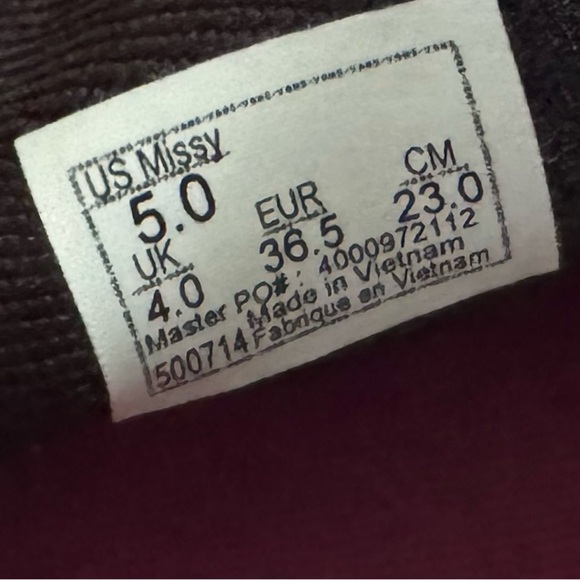 US Missy
5.0
UK
4.0
EUR
36.5
CM
23.0
Master PO#: 4000972112
Made in Vietnam
500714 Fabrique en Vietnam